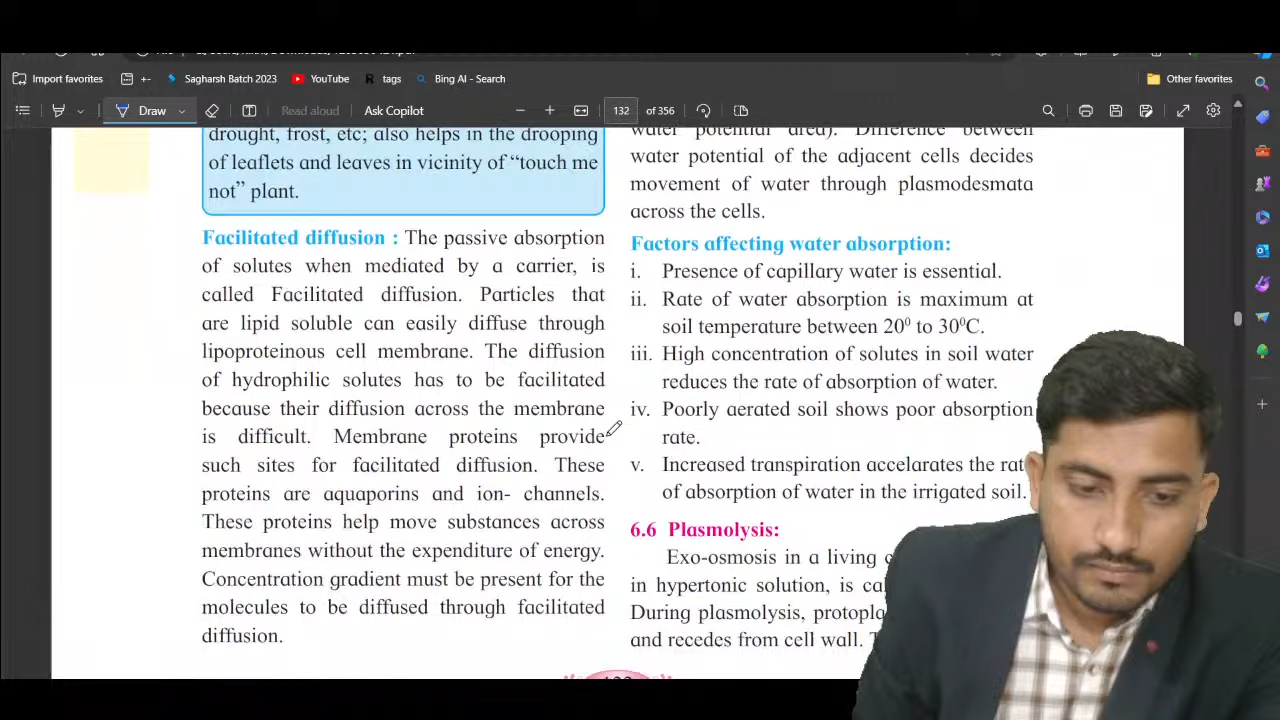 Import favorites
+-
Sagharsh Batch 2023
YouTube
tags
Bing AI - Search
Other favorites
Draw
Read aloud
Ask Copilot
132 of 356
drought, frost, etc; also helps in the drooping
of leaflets and leaves in vicinity of “touch me
not” plant.
Facilitated diffusion : The passive absorption
of solutes when mediated by a carrier, is
called Facilitated diffusion. Particles that
are lipid soluble can easily diffuse through
lipoproteinous cell membrane. The diffusion
of hydrophilic solutes has to be facilitated
because their diffusion across the membrane
is difficult. Membrane proteins provide
such sites for facilitated diffusion. These
proteins are aquaporins and ion- channels.
These proteins help move substances across
membranes without the expenditure of energy.
Concentration gradient must be present for the
molecules to be diffused through facilitated
diffusion.
water potential area). Difference between
water potential of the adjacent cells decides
movement of water through plasmodesmata
across the cells.
Factors affecting water absorption:
i. Presence of capillary water is essential.
ii. Rate of water absorption is maximum at
soil temperature between 20⁰ to 30⁰C.
iii. High concentration of solutes in soil water
reduces the rate of absorption of water.
iv. Poorly aerated soil shows poor absorption
rate.
v. Increased transpiration accelarates the rat
of absorption of water in the irrigated soil.
6.6 Plasmolysis:
Exo-osmosis in a living
in hypertonic solution, is
During plasmolysis,
and recedes from cell wall.